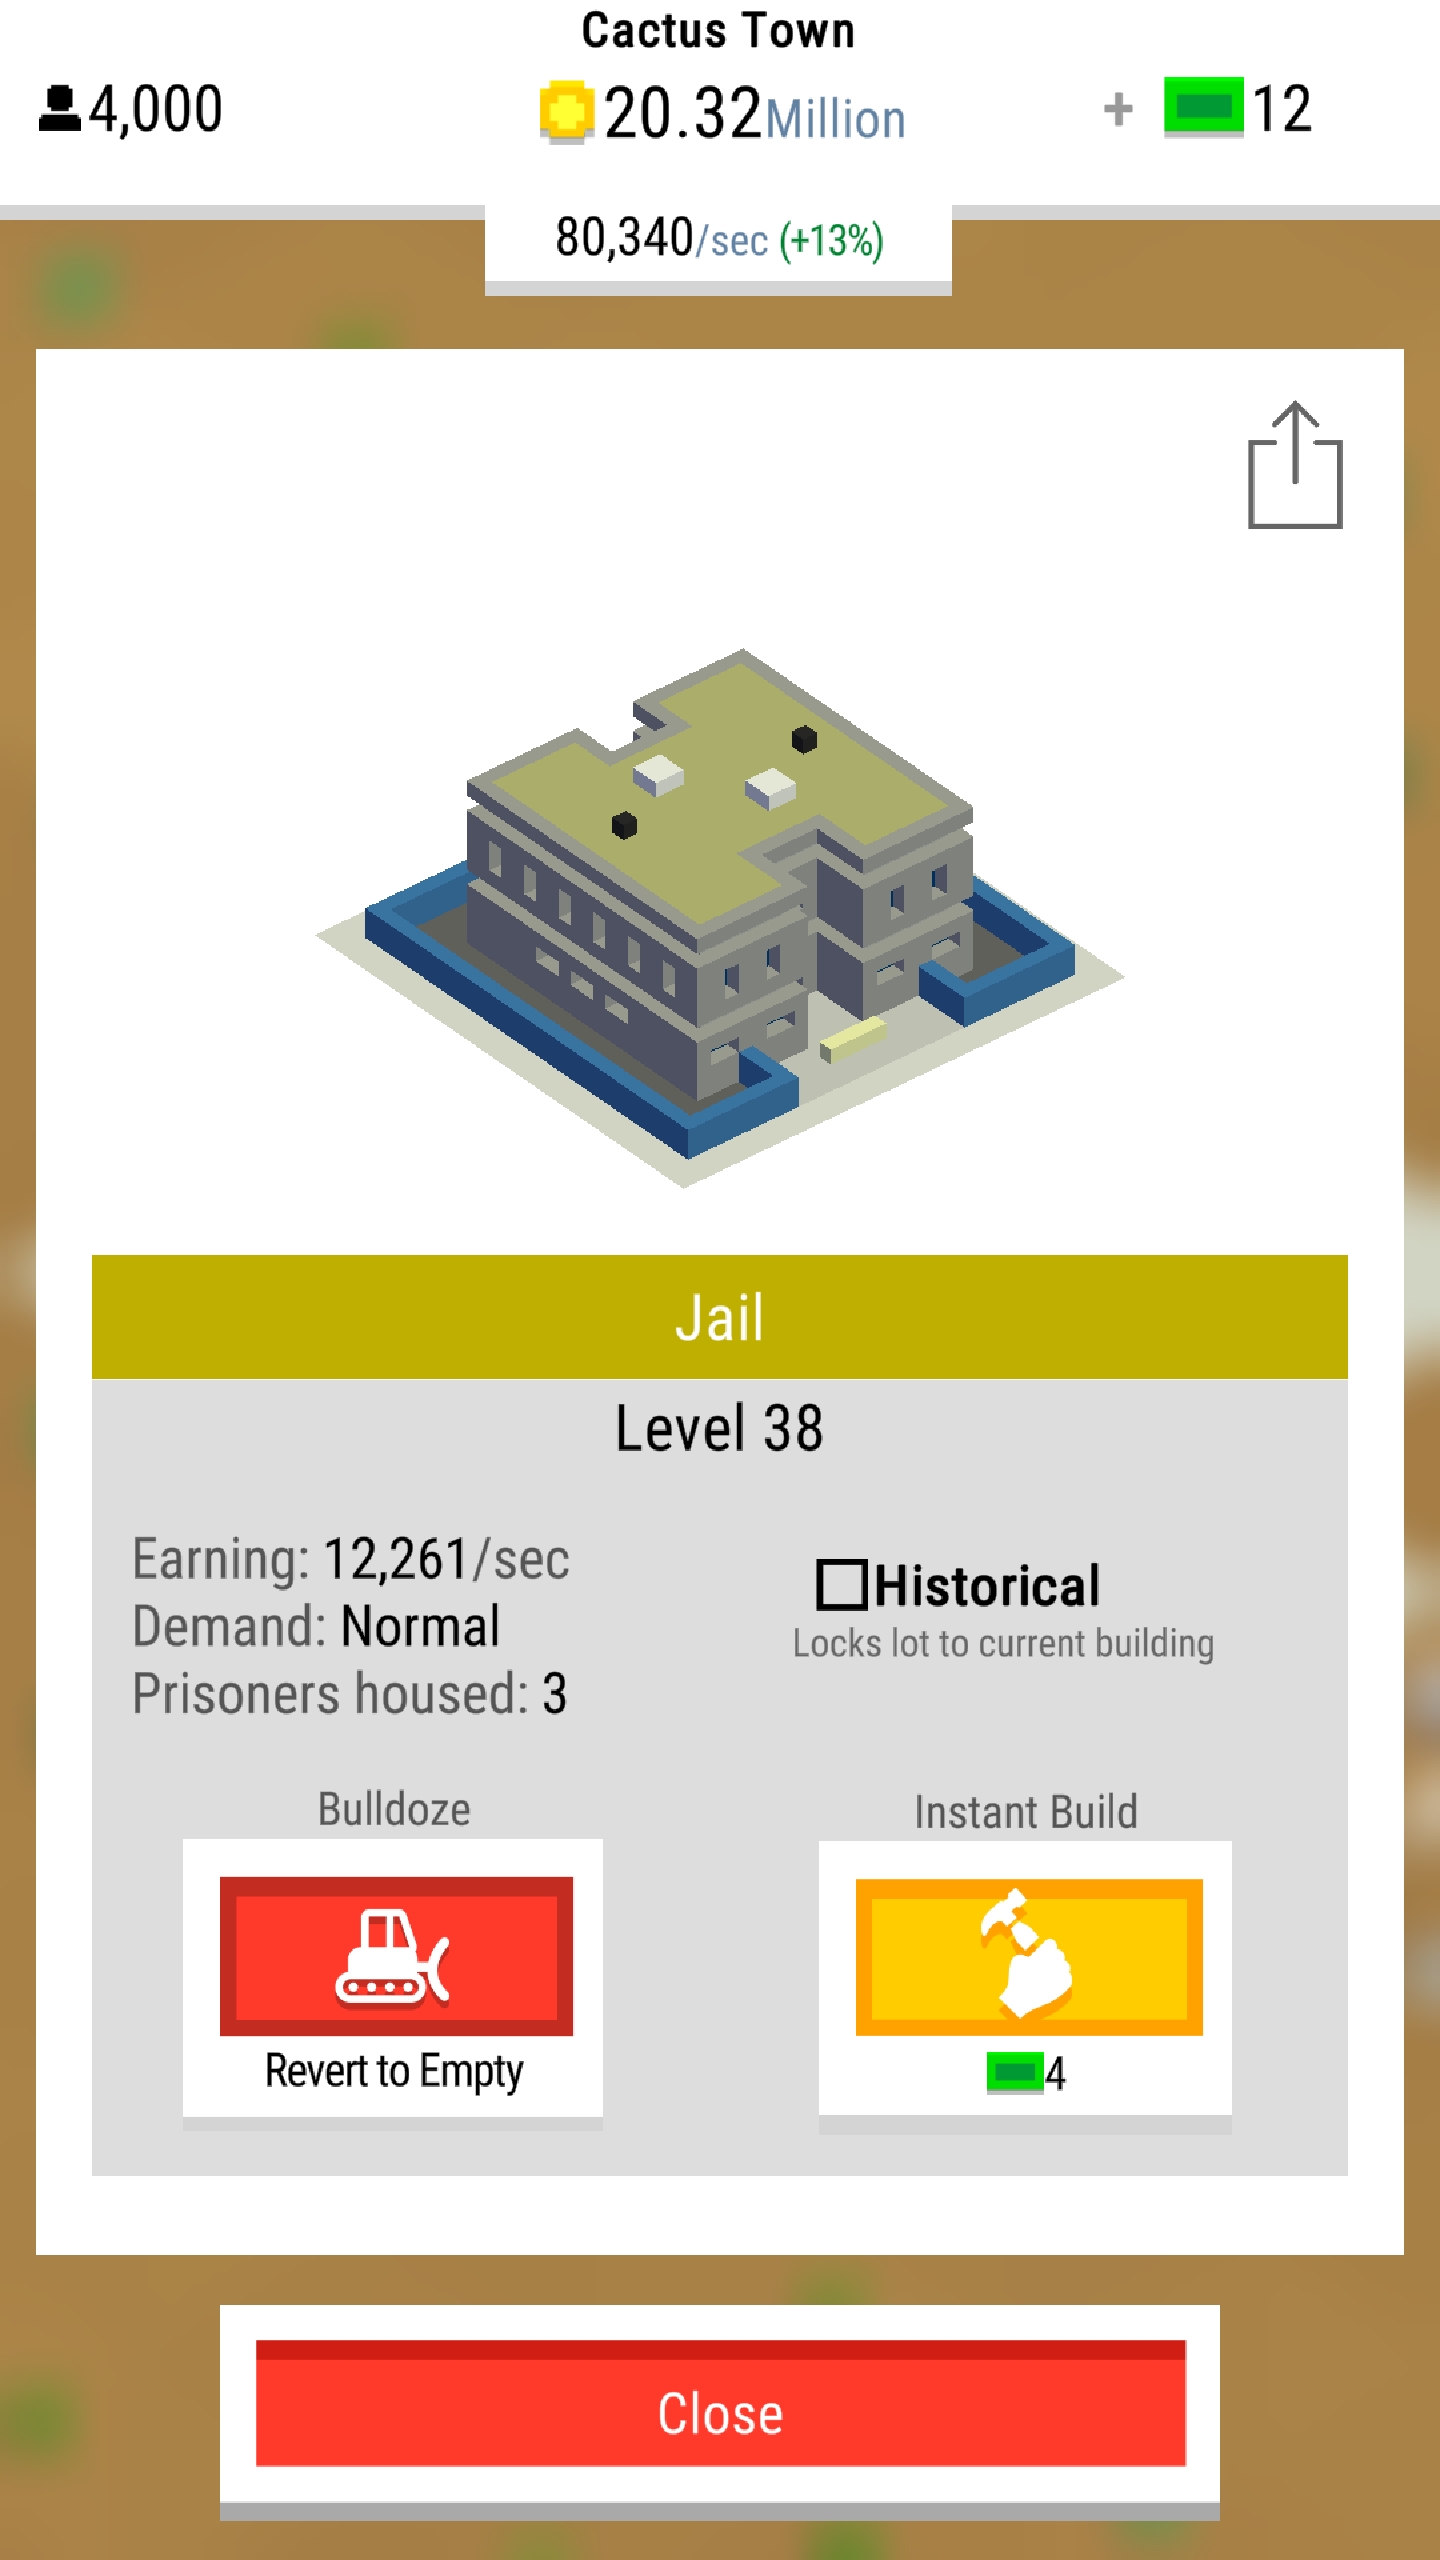 Cactus Town
4,000
20.32Million
+ 12
80,340/sec (+13%)
Jail
Level 38
Earning: 12,261/sec
Demand: Normal
Prisoners housed: 3
Historical
Locks lot to current building
Bulldoze
Revert to Empty
Instant Build
4
Close